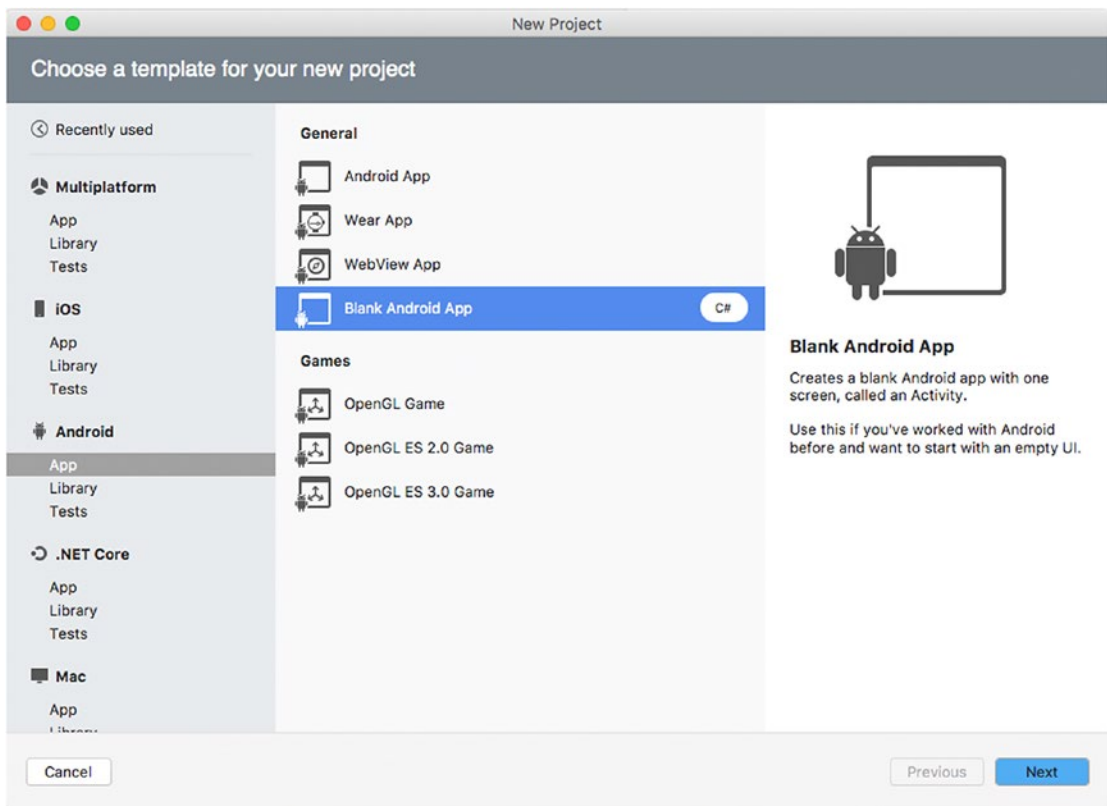 New Project
Choose a template for your new project
Recently used
Multiplatform
App
Library
Tests
iOS
App
Library
Tests
Android
App
Library
Tests
.NET Core
App
Library
Tests
Mac
App
Library
General
Android App
Wear App
WebView App
Blank Android App
C#
Games
OpenGL Game
OpenGL ES 2.0 Game
OpenGL ES 3.0 Game
Blank Android App
Creates a blank Android app with one
screen, called an Activity.
Use this if you've worked with Android
before and want to start with an empty UI.
Cancel
Previous
Next